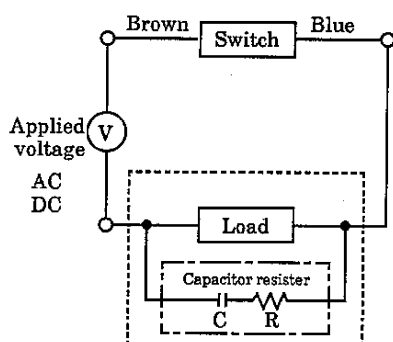 Brown
Switch
Blue
Applied
voltage
V
AC
DC
Load
Capacitor resister
C
R